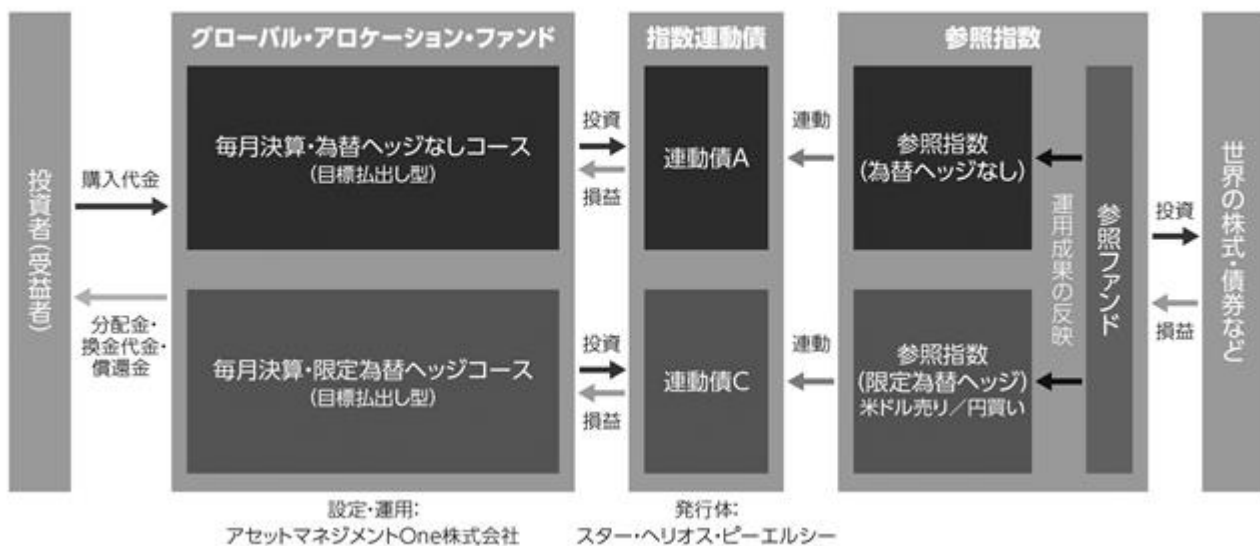 投資者(受益者)
購入代金
分配金・
換金代金・
償還金
グローバル・アロケーション・ファンド
毎月決算・為替ヘッジなしコース
(目標払出し型)
毎月決算・限定為替ヘッジコース
(目標払出し型)
設定・運用:
アセットマネジメントOne株式会社
投資
損益
投資
損益
指数連動債
連動債A
連動債C
発行体:
スター・ヘリオス・ピーエルシー
連動
連動
参照指数
参照指数
(為替ヘッジなし)
参照指数
(限定為替ヘッジ)
米ドル売り/円買い
運用成果の反映
参照ファンド
投資
損益
世界の株式・債券など